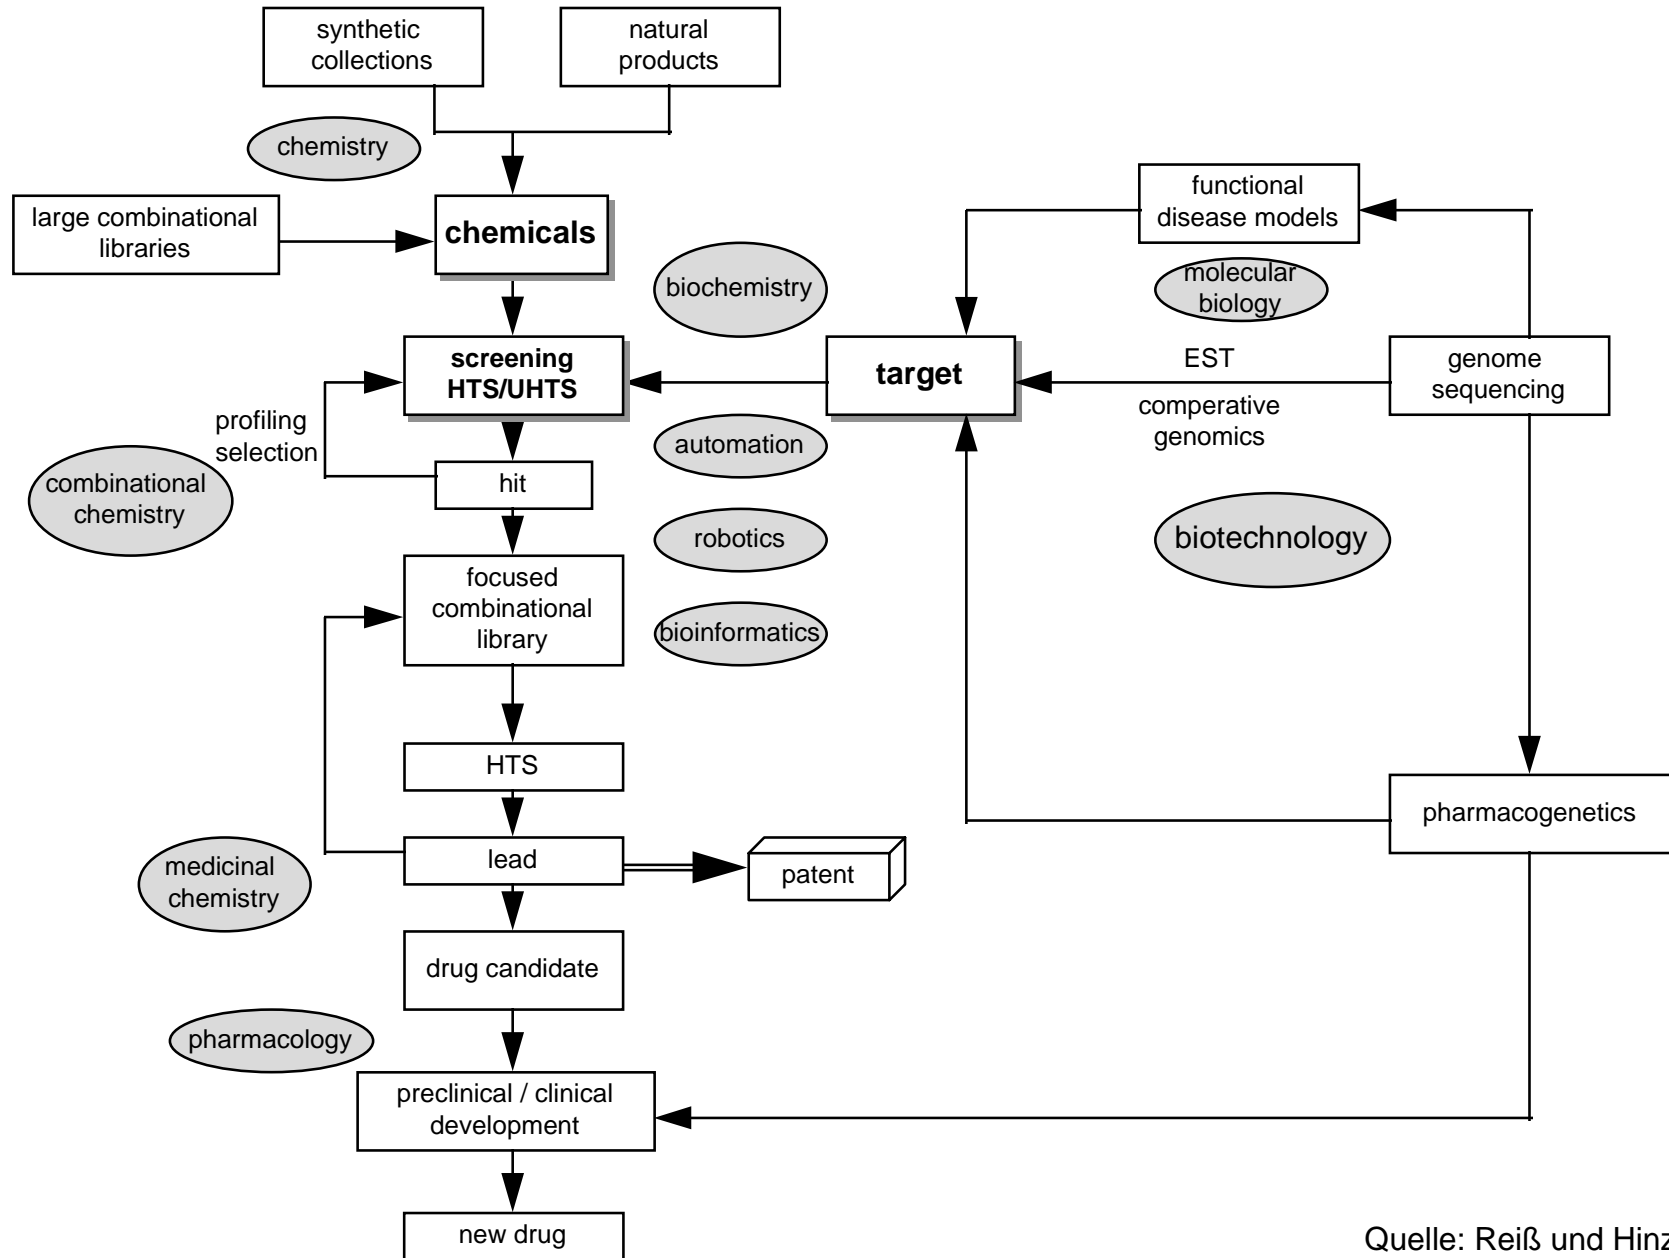 synthetic
collections
natural
products
chemistry
large combinational
libraries
chemicals
functional
disease models
biochemistry
molecular
biology
screening
HTS/UHTS
target
EST
comperative
genomics
genome
sequencing
profiling
selection
automation
combinational
chemistry
hit
robotics
biotechnology
focused
combinational
library
bioinformatics
HTS
pharmacogenetics
lead
patent
medicinal
chemistry
drug candidate
pharmacology
preclinical / clinical
development
new drug
Quelle: Reiß und Hinz